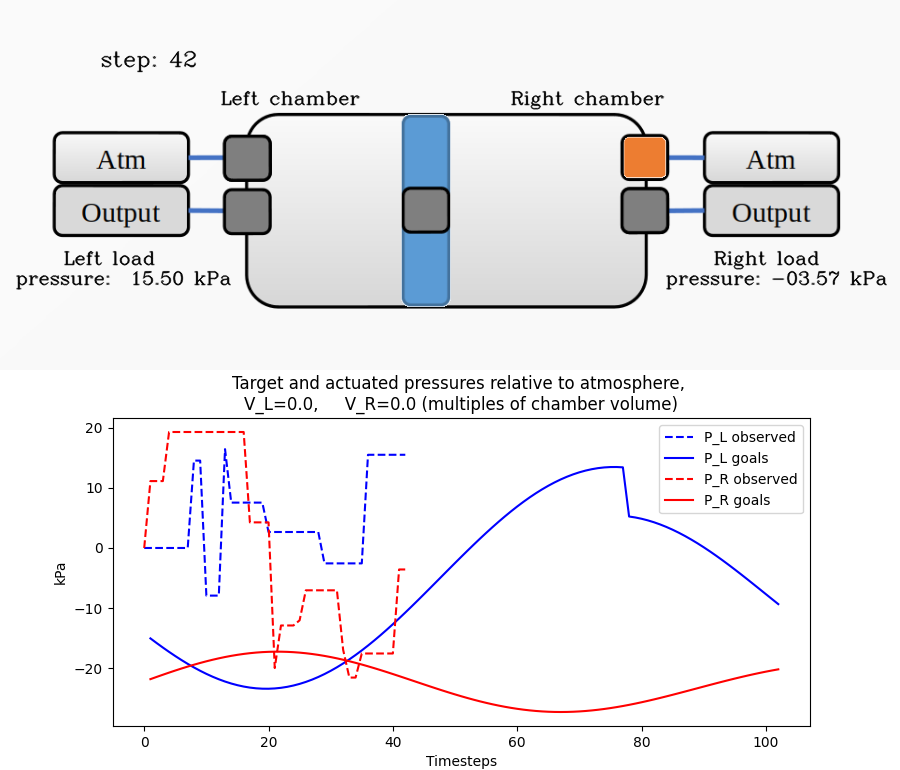 step: 42
Left chamber
Right chamber
Atm
Atm
Output
Output
Left load
pressure: 15.50 kPa
Right load
pressure: -03.57 kPa
Target and actuated pressures relative to atmosphere,
V_L=0.0, V_R=0.0 (multiples of chamber volume)
P_L observed
P_L goals
P_R observed
P_R goals
20
10
0
−10
−20
kPa
0
20
40
60
80
100
Timesteps